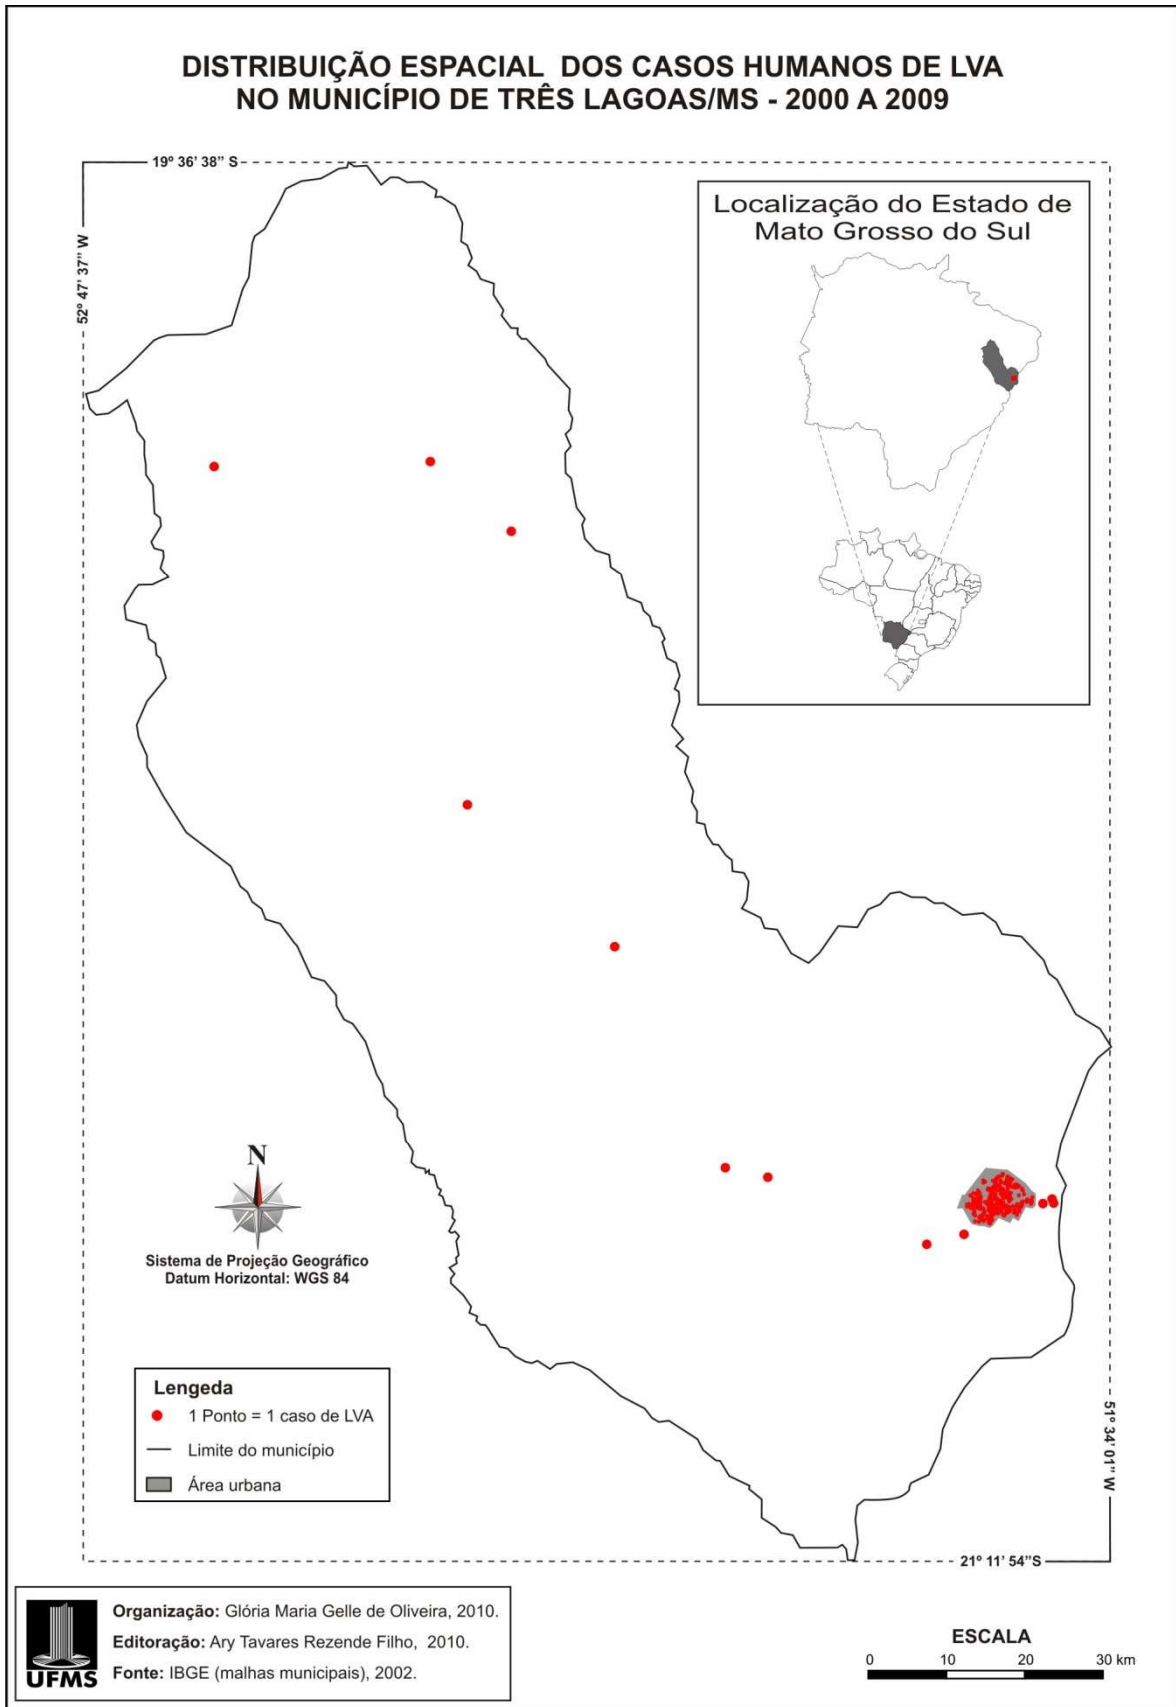 DISTRIBUIÇÃO ESPACIAL DOS CASOS HUMANOS DE LVA
NO MUNICÍPIO DE TRÊS LAGOAS/MS - 2000 A 2009
19º 36' 38" S
52º 47' 37" W
Localização do Estado de
Mato Grosso do Sul
N
Sistema de Projeção Geográfico
Datum Horizontal: WGS 84
Lengeda
1 Ponto = 1 caso de LVA
Limite do município
Área urbana
51º 34' 01" W
21º 11' 54"S
UFMS
Organização: Glória Maria Gelle de Oliveira, 2010.
Editoração: Ary Tavares Rezende Filho, 2010.
Fonte: IBGE (malhas municipais), 2002.
ESCALA
0 10 20 30 km